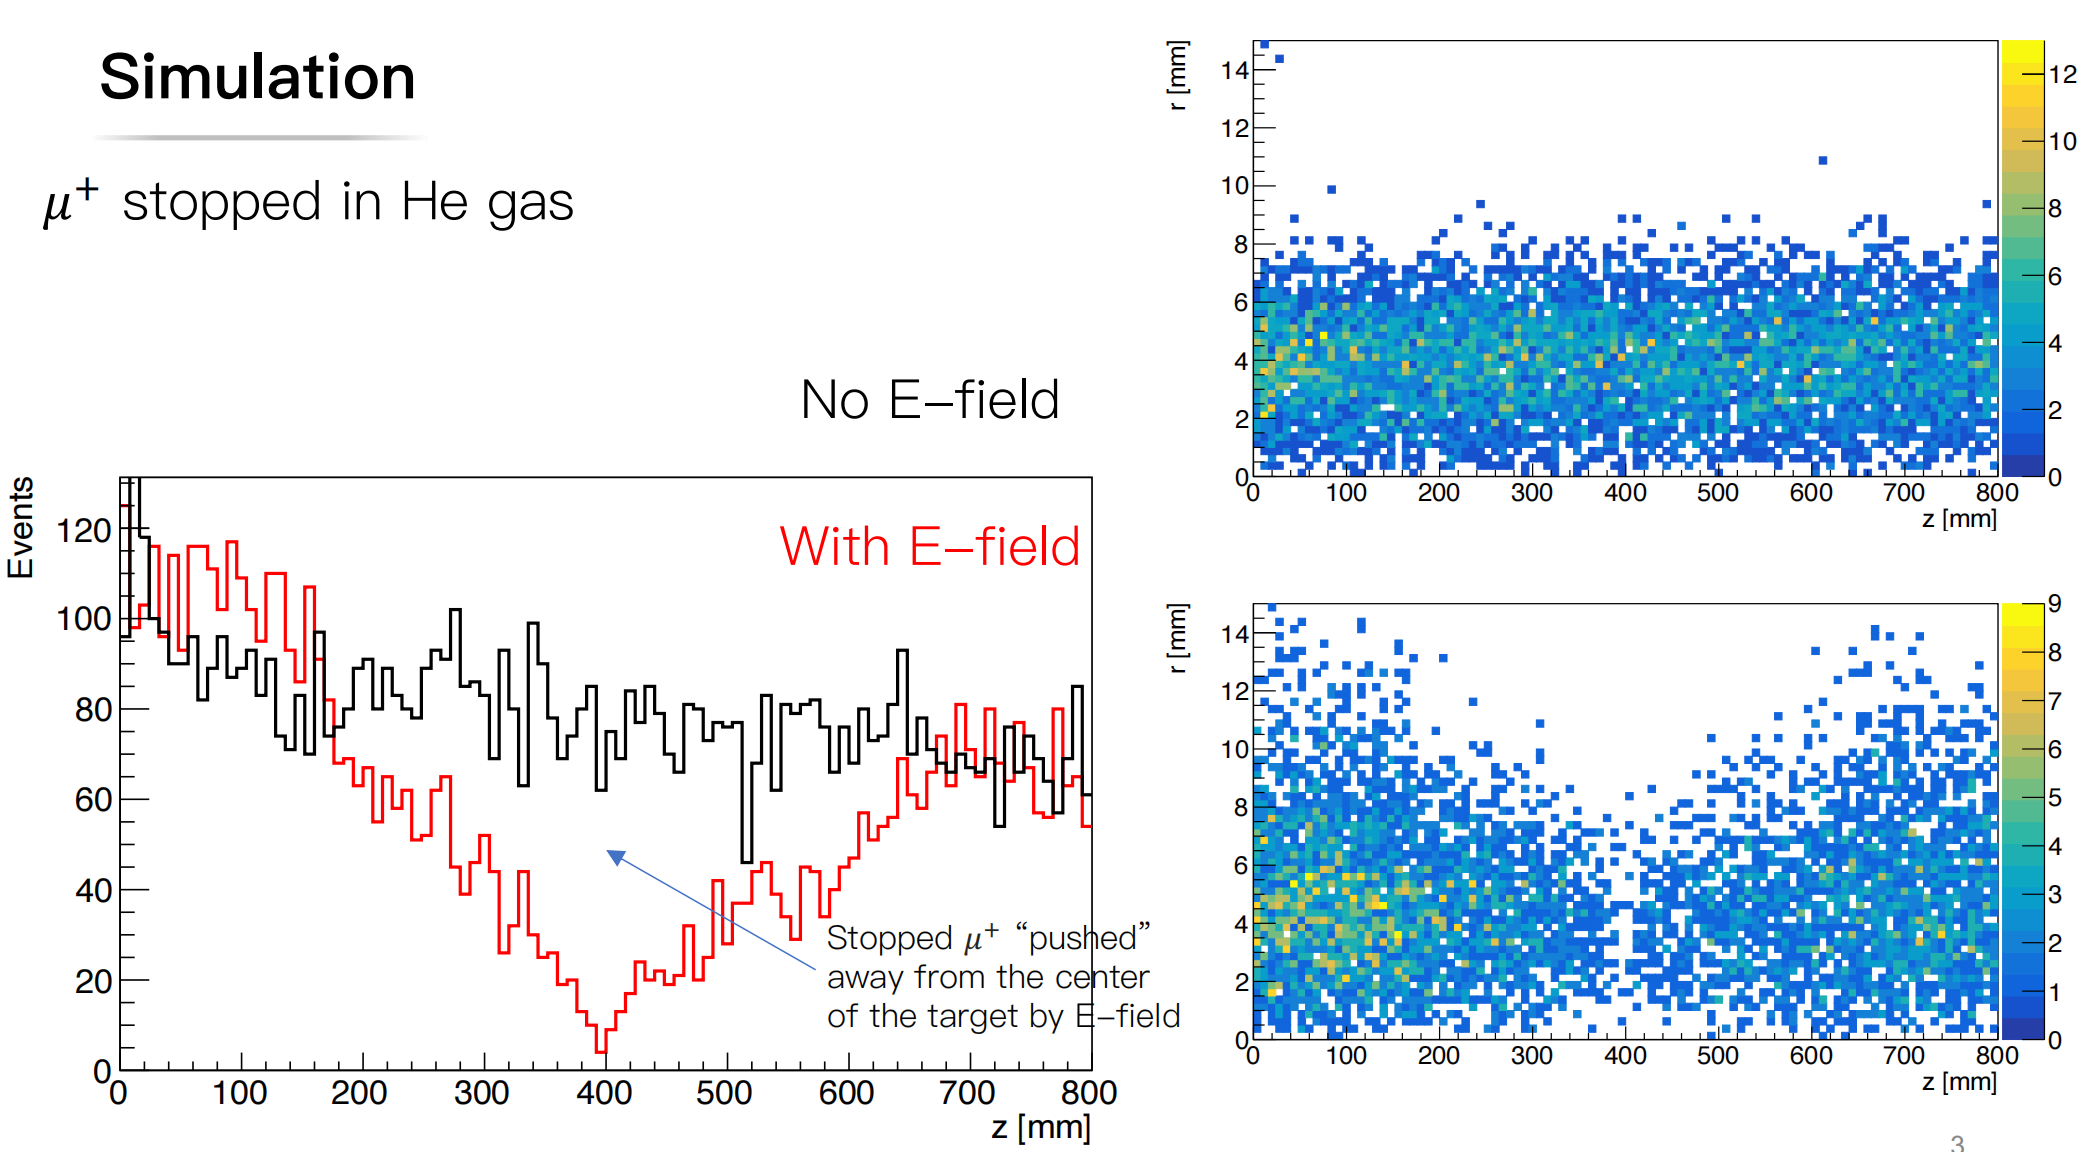 Simulation
μ⁺ stopped in He gas
No E–field
With E–field
Events
120
100
80
60
40
20
0
0 100 200 300 400 500 600 700 800
z [mm]
Stopped μ⁺ “pushed”
away from the center
of the target by E–field
r [mm]
14
12
10
8
6
4
2
0
0 100 200 300 400 500 600 700 800
z [mm]
12
10
8
6
4
2
0
r [mm]
14
12
10
8
6
4
2
0
0 100 200 300 400 500 600 700 800
z [mm]
9
8
7
6
5
4
3
2
1
0
3